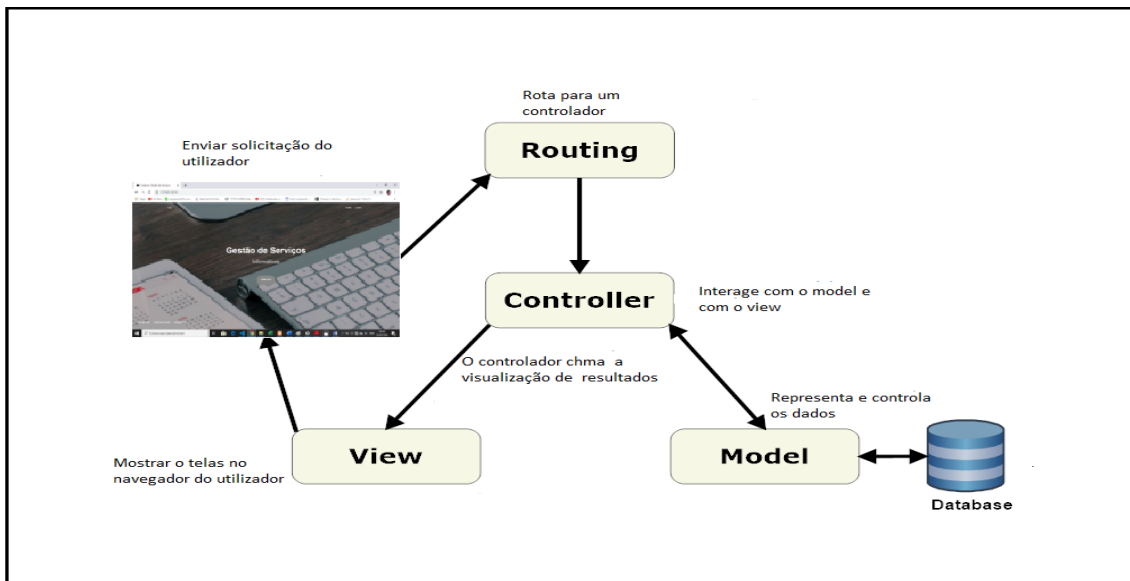 Rota para um
controlador
Routing
Enviar solicitação do
utilizador
Gestão de Serviços
Controller
Interage com o model e
com o view
O controlador chma a
visualização de resultados
Representa e controla
os dados
View
Model
Mostrar o telas no
navegador do utilizador
Database